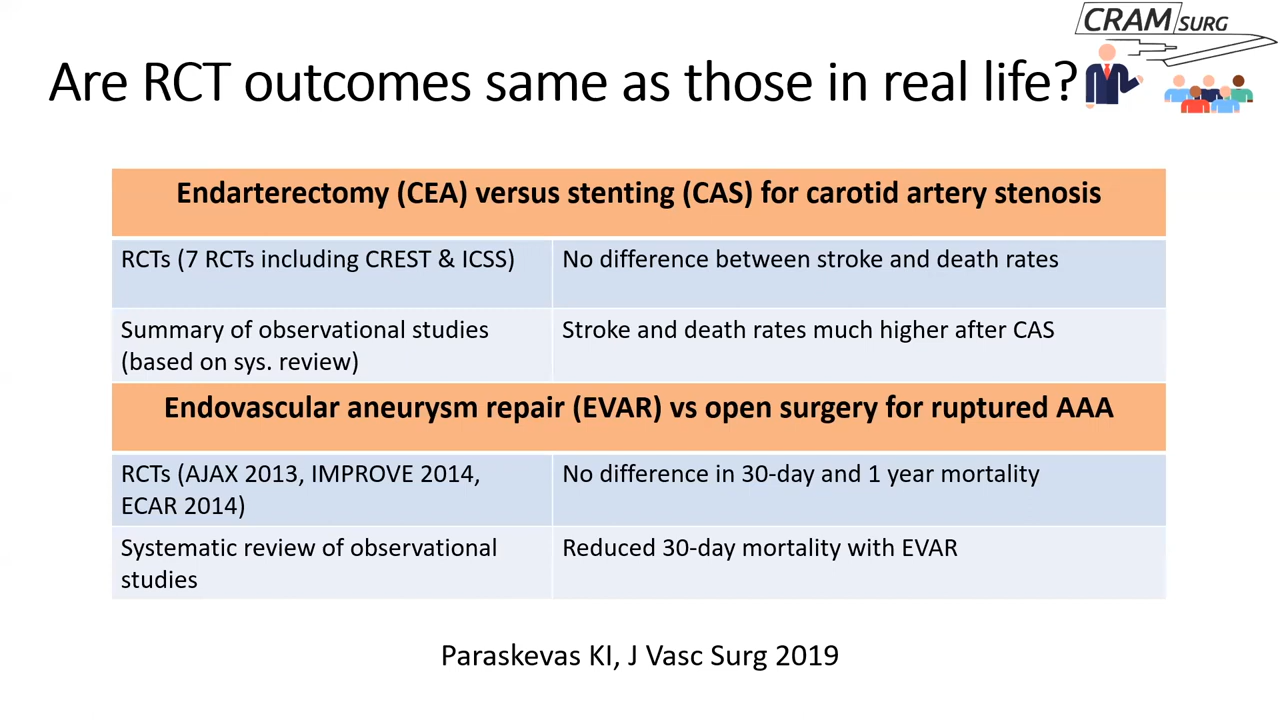 CRAM SURG
Are RCT outcomes same as those in real life?
Endarterectomy (CEA) versus stenting (CAS) for carotid artery stenosis
RCTs (7 RCTs including CREST & ICSS)
No difference between stroke and death rates
Summary of observational studies
(based on sys. review)
Stroke and death rates much higher after CAS
Endovascular aneurysm repair (EVAR) vs open surgery for ruptured AAA
RCTs (AJAX 2013, IMPROVE 2014,
ECAR 2014)
No difference in 30-day and 1 year mortality
Systematic review of observational
studies
Reduced 30-day mortality with EVAR
Paraskevas KI, J Vasc Surg 2019